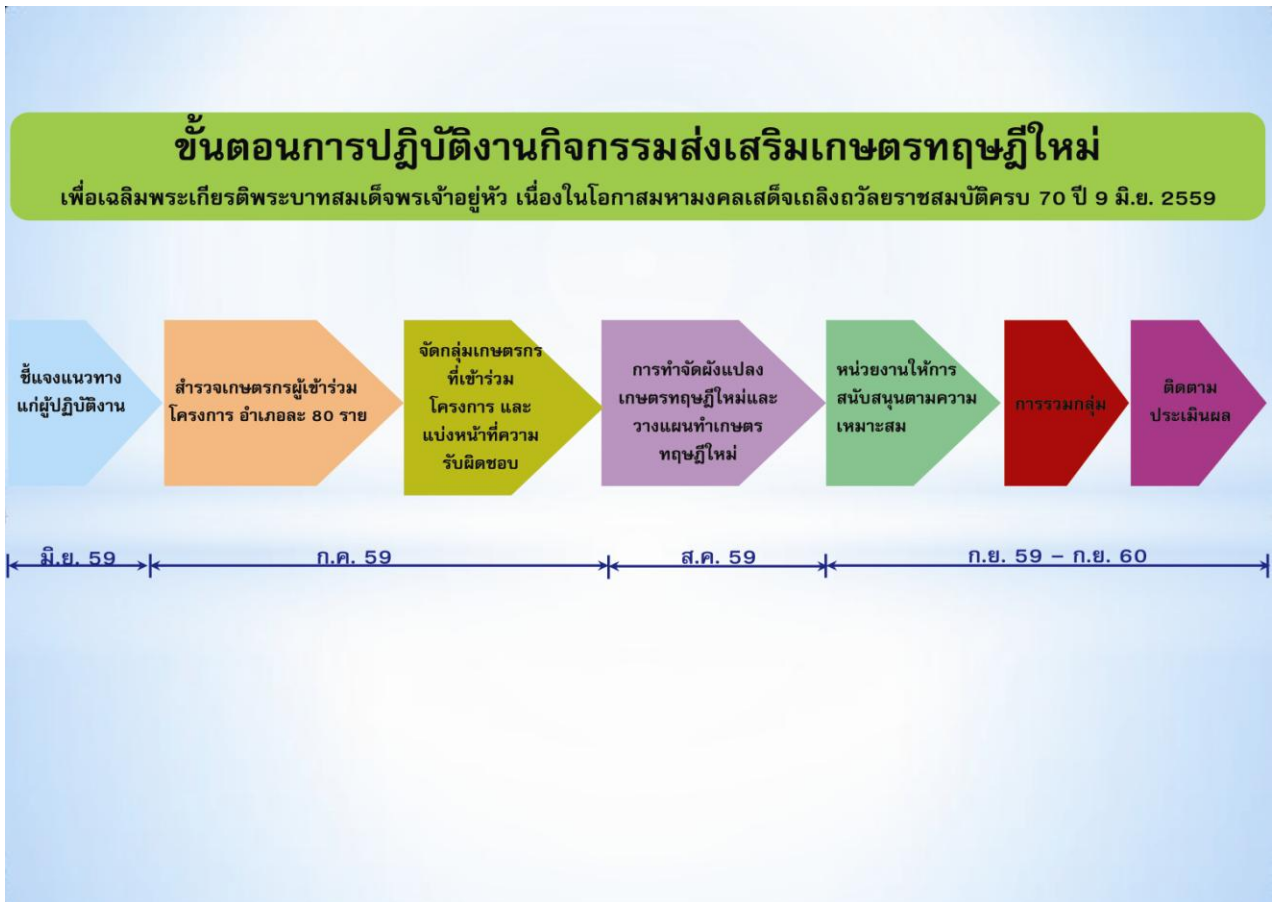 ขั้นตอนการปฏิบัติงานกิจกรรมส่งเสริมเกษตรทฤษฎีใหม่
เพื่อเฉลิมพระเกียรติพระบาทสมเด็จพรเจ้าอยู่หัว เนื่องในโอกาสมหามงคลเสด็จเถลิงถวัลยราชสมบัติครบ 70 ปี 9 มิ.ย. 2559
ชี้แจงแนวทาง
แก่ผู้ปฏิบัติงาน
สำรวจเกษตรกรผู้เข้าร่วม
โครงการ อำเภอละ 80 ราย
จัดกลุ่มเกษตรกร
ที่เข้าร่วม
โครงการ และ
แบ่งหน้าที่ความ
รับผิดชอบ
การทำจัดผังแปลง
เกษตรทฤษฎีใหม่และ
วางแผนทำเกษตร
ทฤษฎีใหม่
หน่วยงานให้การ
สนับสนุนตามความ
เหมาะสม
การรวมกลุ่ม
ติดตาม
ประเมินผล
มิ.ย. 59
ก.ค. 59
ส.ค. 59
ก.ย. 59 – ก.ย. 60